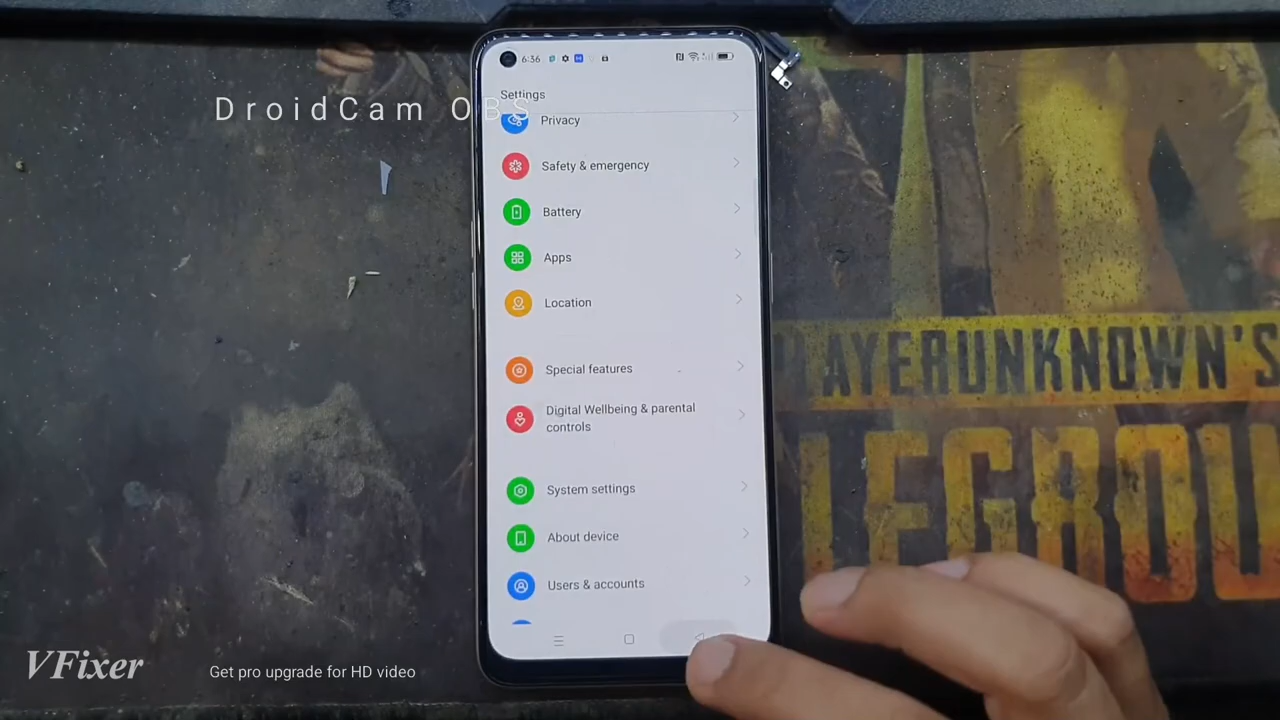 6:36
Settings
DroidCam OBS
Privacy
Safety & emergency
Battery
Apps
Location
Special features
Digital Wellbeing & parental
controls
System settings
About device
Users & accounts
AYERUNKNOWN'S
LEGROU
VFixer
Get pro upgrade for HD video